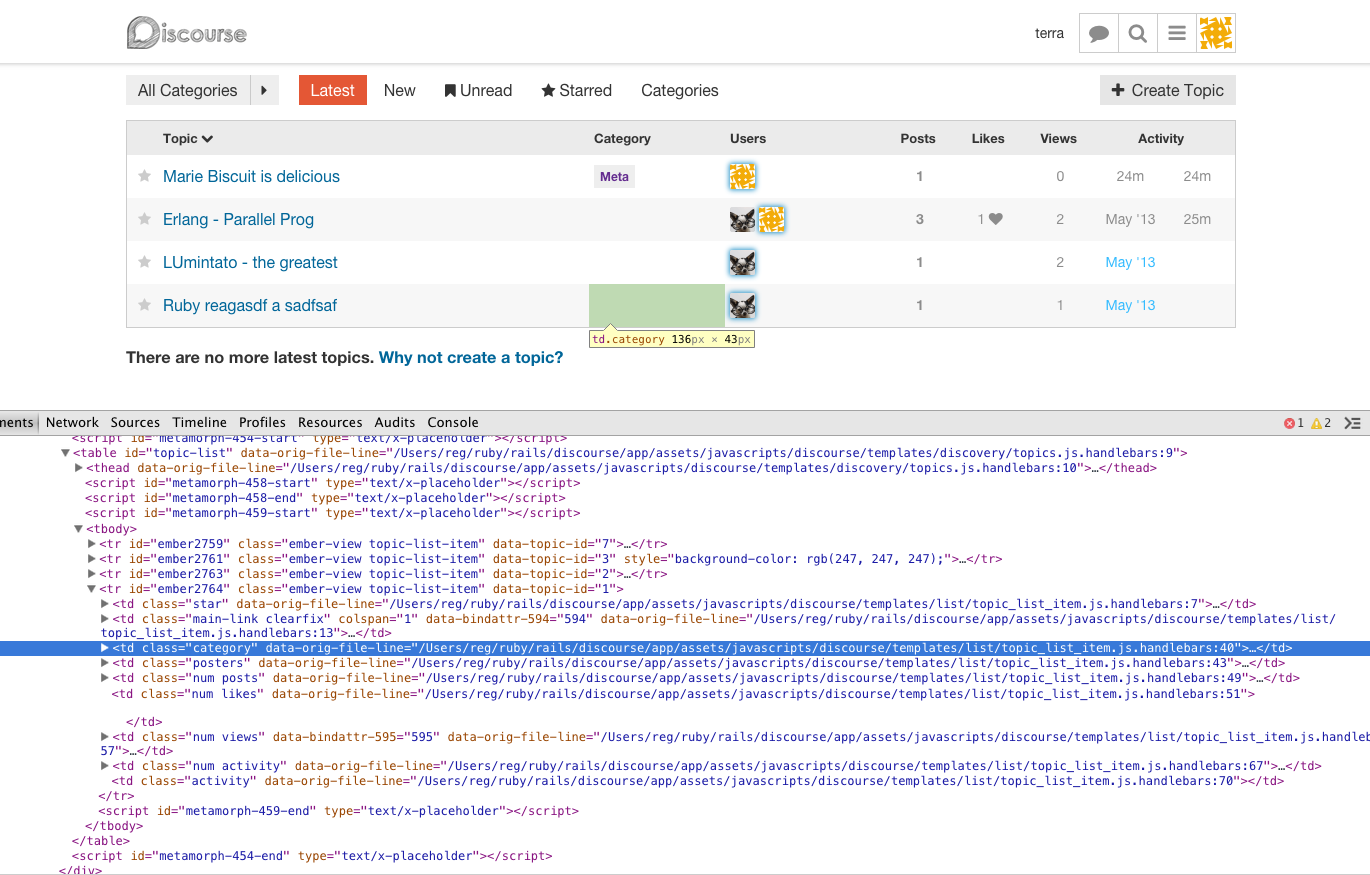 Discourse
terra
All Categories Latest New Unread Starred Categories Create Topic
Topic Category Users Posts Likes Views Activity
Marie Biscuit is delicious Meta 1 0 24m 24m
Erlang - Parallel Prog 3 1 2 May '13 25m
LUmintato - the greatest 1 2 May '13
Ruby reagasdf a sadfsaf 1 1 May '13
td.category 136px × 43px
There are no more latest topics. Why not create a topic?
ments Network Sources Timeline Profiles Resources Audits Console 1 2
<script id="metamorph-454-start" type="text/x-placeholder"></script>
<table id="topic-list" data-orig-file-line="/Users/reg/ruby/rails/discourse/app/assets/javascripts/discourse/templates/discovery/topics.js.handlebars:9">
<thead data-orig-file-line="/Users/reg/ruby/rails/discourse/app/assets/javascripts/discourse/templates/discovery/topics.js.handlebars:10">…</thead>
<script id="metamorph-458-start" type="text/x-placeholder"></script>
<script id="metamorph-458-end" type="text/x-placeholder"></script>
<script id="metamorph-459-start" type="text/x-placeholder"></script>
<tbody>
<tr id="ember2759" class="ember-view topic-list-item" data-topic-id="7">…</tr>
<tr id="ember2761" class="ember-view topic-list-item" data-topic-id="3" style="background-color: rgb(247, 247, 247);">…</tr>
<tr id="ember2763" class="ember-view topic-list-item" data-topic-id="2">…</tr>
<tr id="ember2764" class="ember-view topic-list-item" data-topic-id="1">
<td class="star" data-orig-file-line="/Users/reg/ruby/rails/discourse/app/assets/javascripts/discourse/templates/list/topic_list_item.js.handlebars:7">…</td>
<td class="main-link clearfix" colspan="1" data-bindattr-594="594" data-orig-file-line="/Users/reg/ruby/rails/discourse/app/assets/javascripts/discourse/templates/list/
topic_list_item.js.handlebars:13">…</td>
<td class="category" data-orig-file-line="/Users/reg/ruby/rails/discourse/app/assets/javascripts/discourse/templates/list/topic_list_item.js.handlebars:40">…</td>
<td class="posters" data-orig-file-line="/Users/reg/ruby/rails/discourse/app/assets/javascripts/discourse/templates/list/topic_list_item.js.handlebars:43">…</td>
<td class="num posts" data-orig-file-line="/Users/reg/ruby/rails/discourse/app/assets/javascripts/discourse/templates/list/topic_list_item.js.handlebars:49">…</td>
<td class="num likes" data-orig-file-line="/Users/reg/ruby/rails/discourse/app/assets/javascripts/discourse/templates/list/topic_list_item.js.handlebars:51">
</td>
<td class="num views" data-bindattr-595="595" data-orig-file-line="/Users/reg/ruby/rails/discourse/app/assets/javascripts/discourse/templates/list/topic_list_item.js.handleb
57">…</td>
<td class="num activity" data-orig-file-line="/Users/reg/ruby/rails/discourse/app/assets/javascripts/discourse/templates/list/topic_list_item.js.handlebars:67">…</td>
<td class="activity" data-orig-file-line="/Users/reg/ruby/rails/discourse/app/assets/javascripts/discourse/templates/list/topic_list_item.js.handlebars:70"></td>
</tr>
<script id="metamorph-459-end" type="text/x-placeholder"></script>
</tbody>
</table>
<script id="metamorph-454-end" type="text/x-placeholder"></script>
</div>